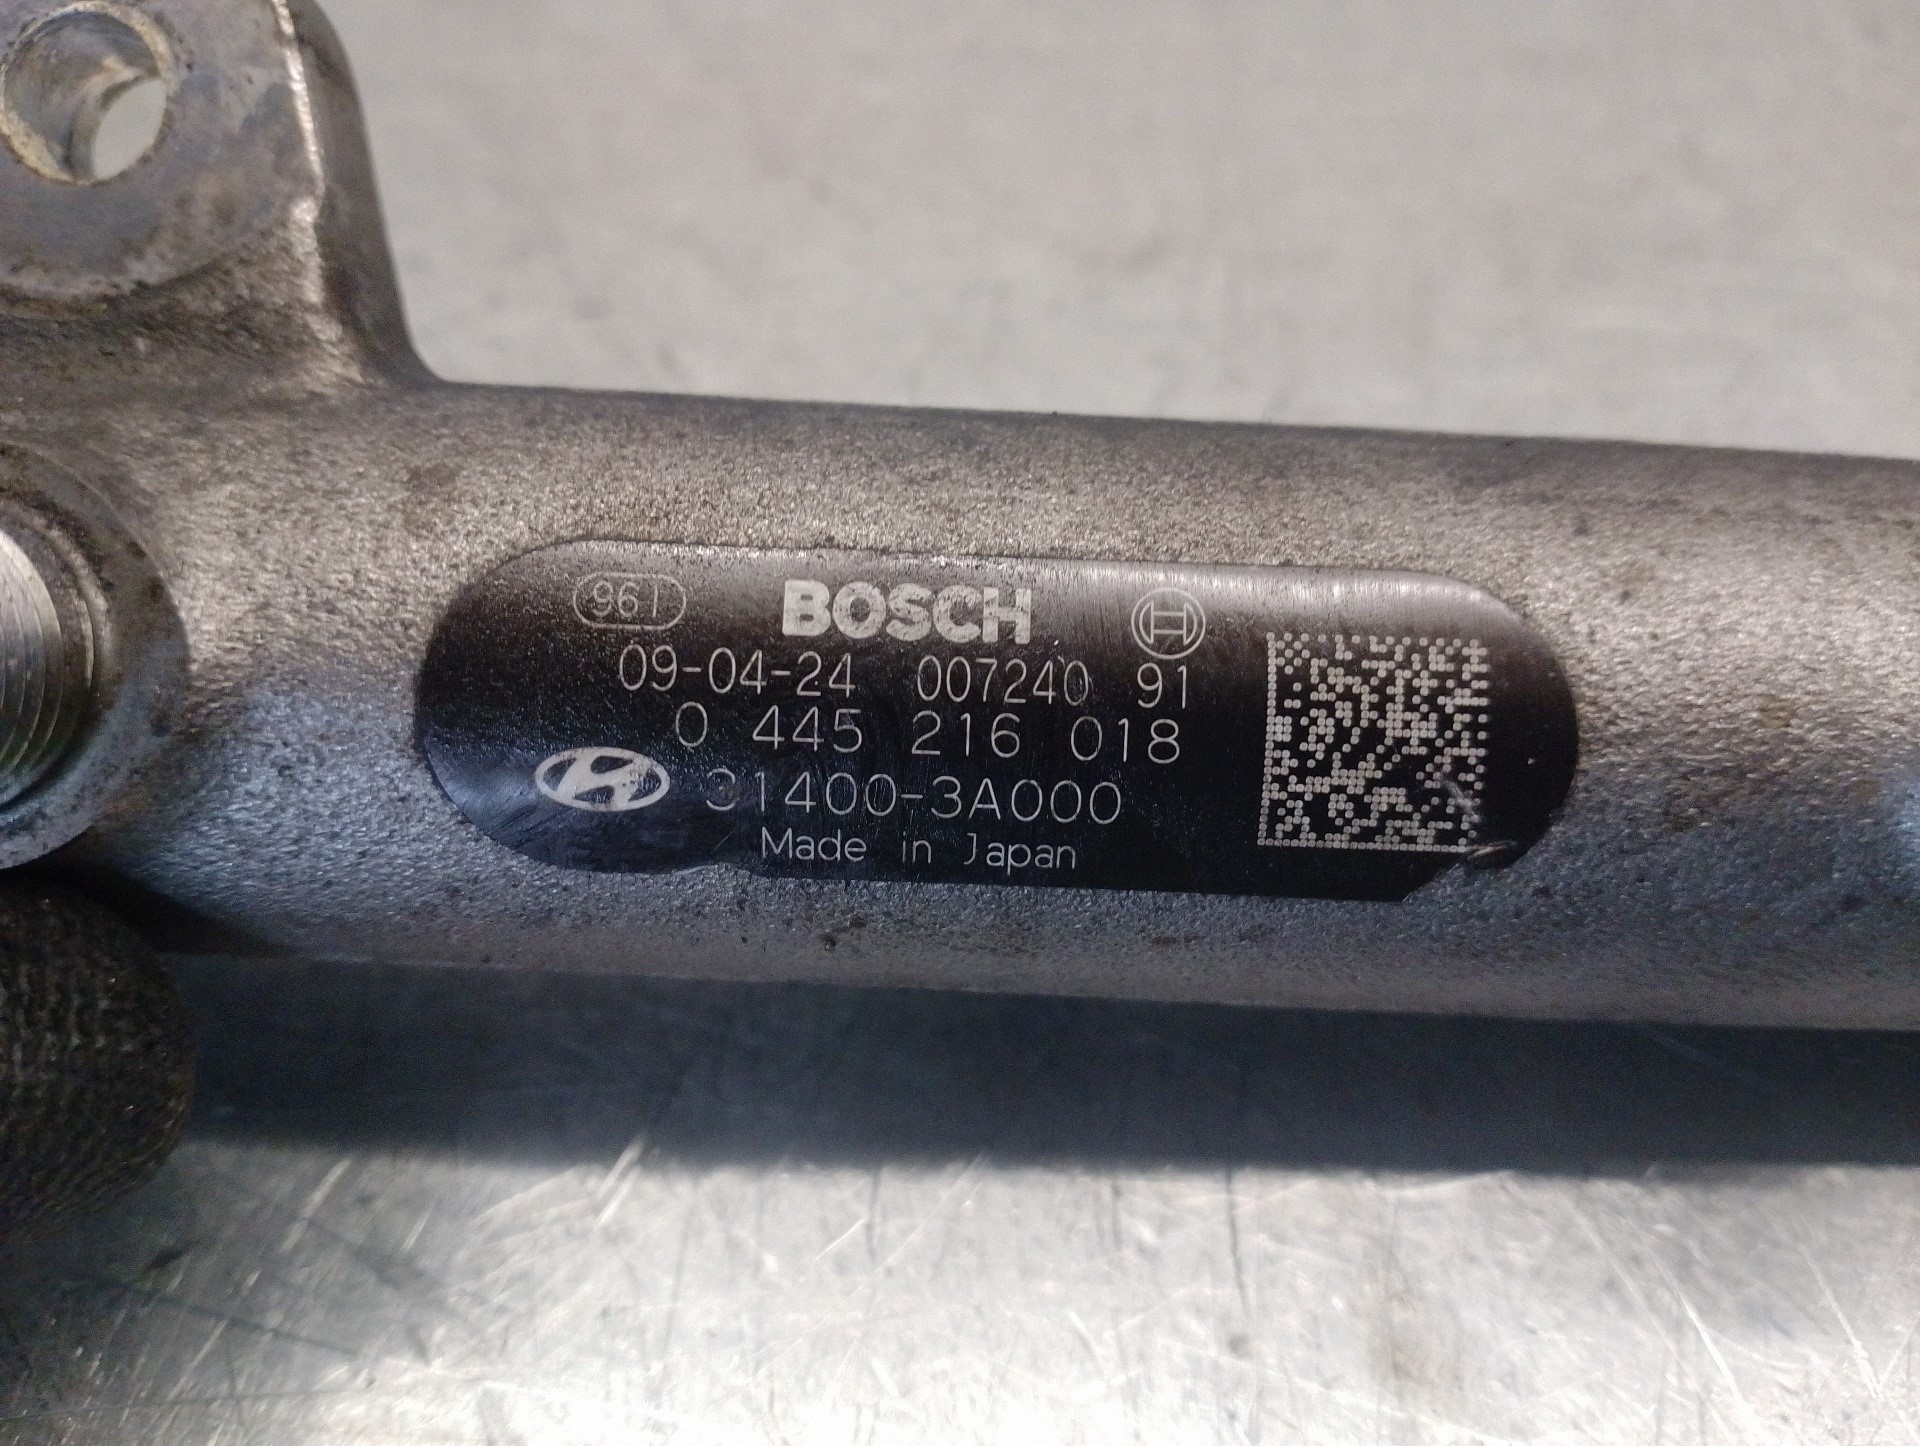 961 BOSCH
09-04-24 007240 91
0 445 216 018
31400-3A000
Made in Japan